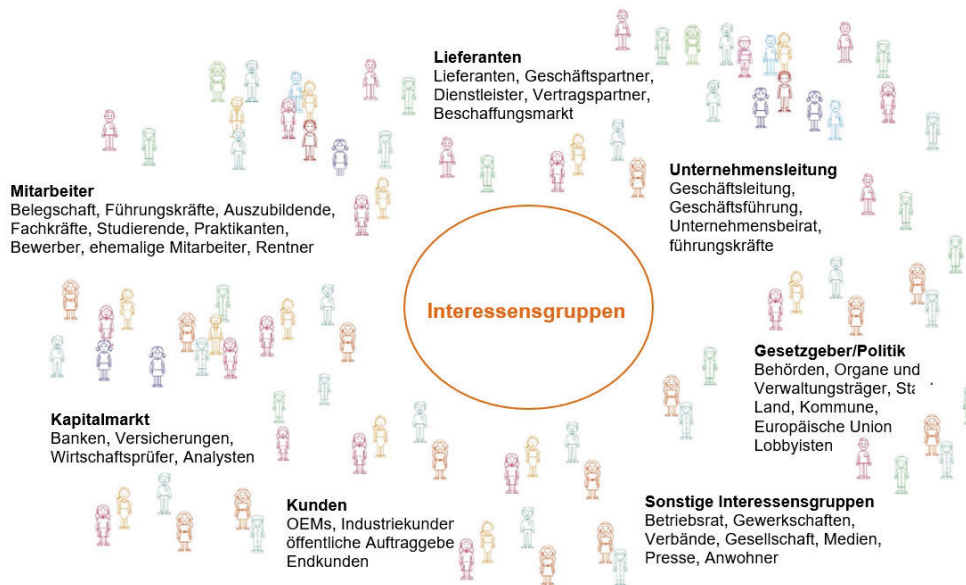 Lieferanten
Lieferanten, Geschäftspartner,
Dienstleister, Vertragspartner,
Beschaffungsmarkt
Unternehmensleitung
Geschäftsleitung,
Geschäftsführung,
Unternehmensbeirat,
führungskräfte
Mitarbeiter
Belegschaft, Führungskräfte, Auszubildende,
Fachkräfte, Studierende, Praktikanten,
Bewerber, ehemalige Mitarbeiter, Rentner
Interessensgruppen
Gesetzgeber/Politik
Behörden, Organe und
Verwaltungsträger,
Land, Kommune,
Europäische Union
Lobbyisten
Kapitalmarkt
Banken, Versicherungen,
Wirtschaftsprüfer, Analysten
Kunden
OEMs, Industriekunder
öffentliche Auftraggebe
Endkunden
Sonstige Interessensgruppen
Betriebsrat, Gewerkschaften,
Verbände, Gesellschaft, Medien,
Presse, Anwohner